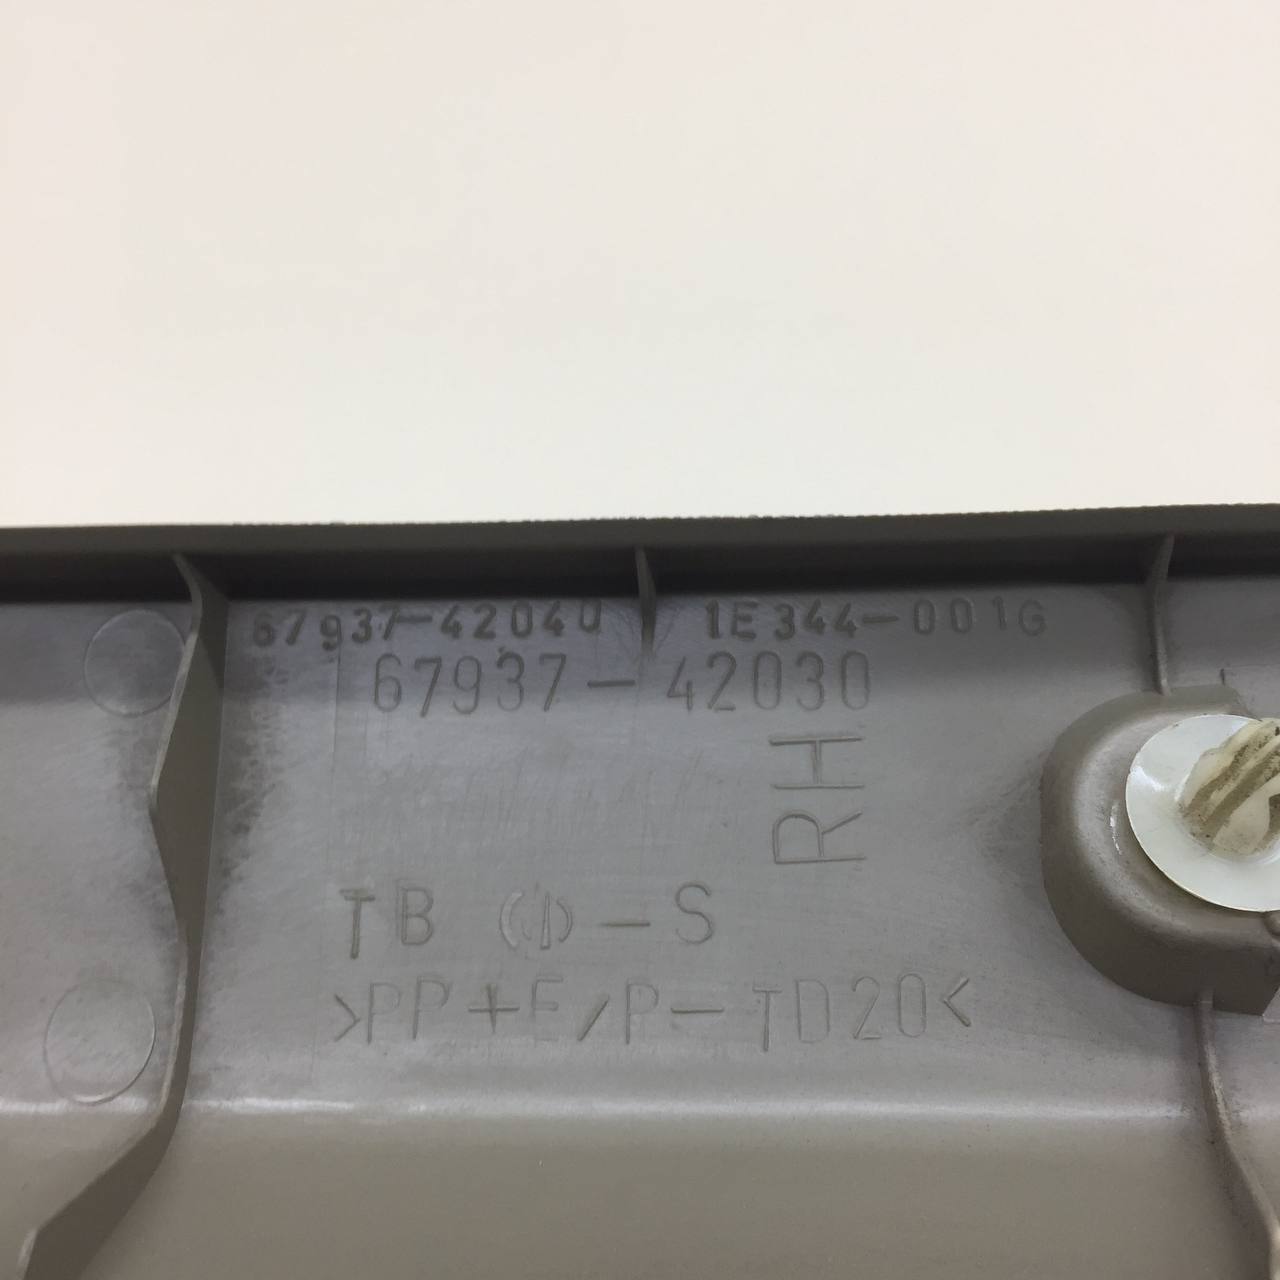 67937-42040 1E344-001G
67937-42030
RH
TB -S
>PP+E/P-TD20<